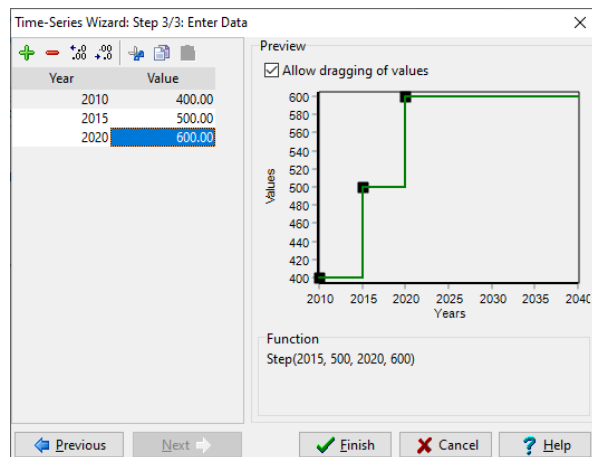 Time-Series Wizard: Step 3/3: Enter Data
Year Value
2010 400.00
2015 500.00
2020 600.00
Preview
Allow dragging of values
600
580
560
540
520
500
480
460
440
420
400
Values
2010 2015 2020 2025 2030 2035 2040
Years
Function
Step(2015, 500, 2020, 600)
Previous Next Finish Cancel ? Help